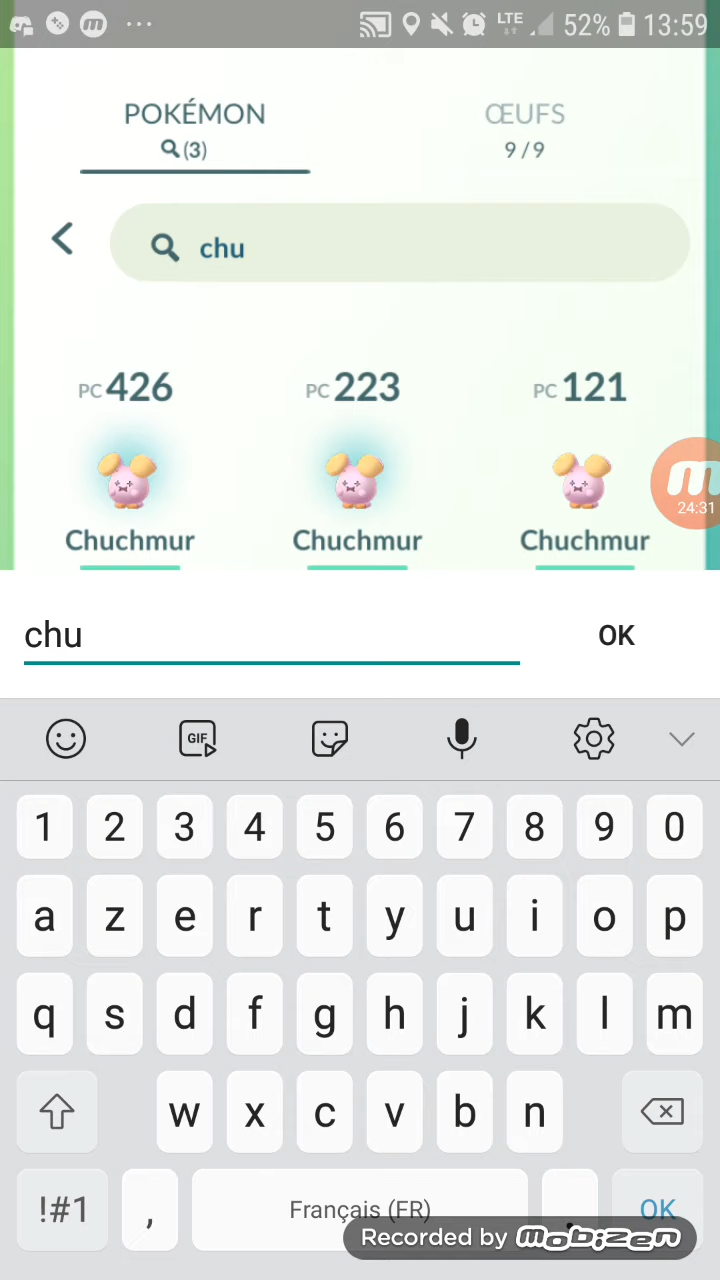 LTE 52% 13:59
POKÉMON ŒUFS
(3) 9 / 9
chu
PC 426 PC 223 PC 121
m
24:31
Chuchmur Chuchmur Chuchmur
chu OK
GIF
1 2 3 4 5 6 7 8 9 0
a z e r t y u i o p
q s d f g h j k l m
w x c v b n
!#1 , Français (FR) . OK
Recorded by mobizen